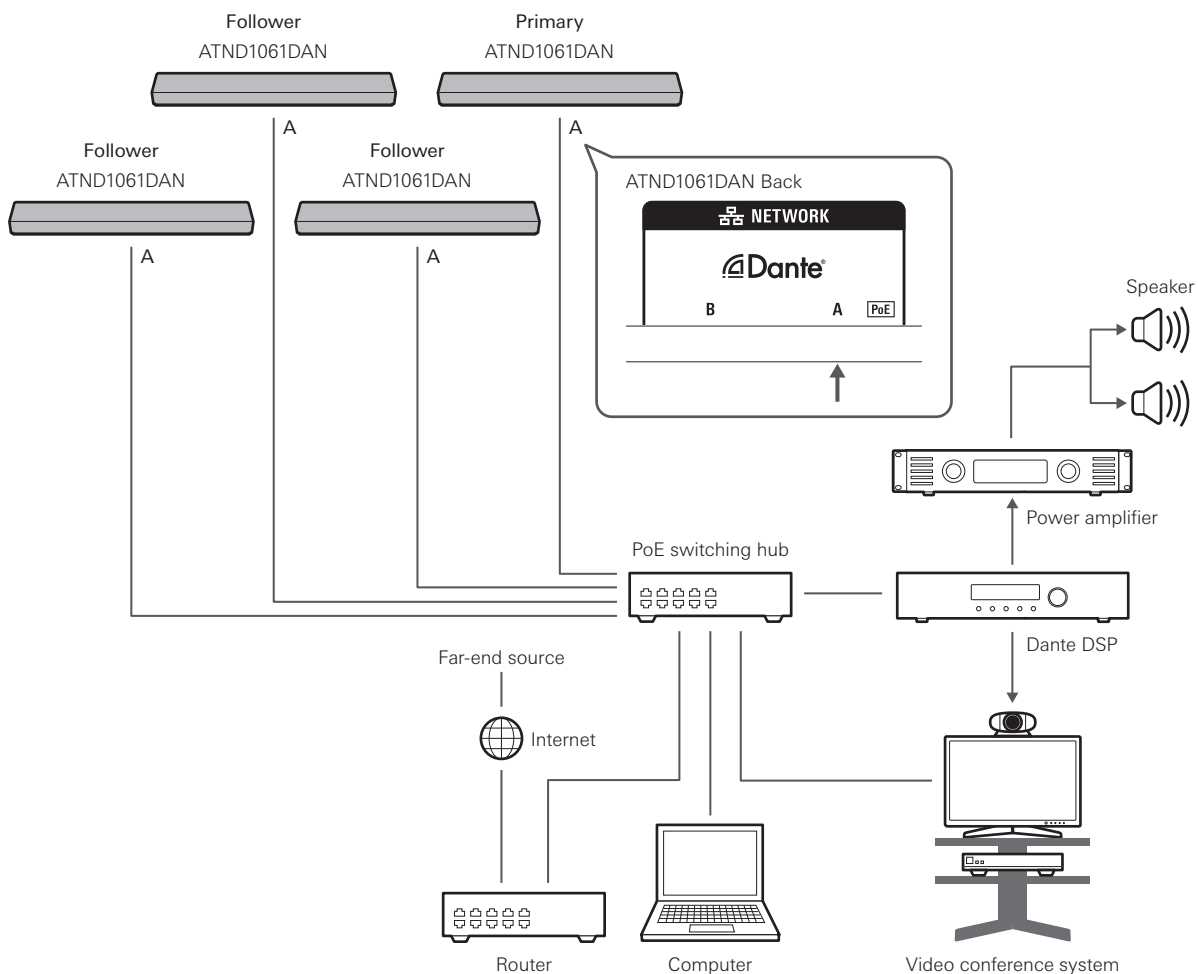 Follower
ATND1061DAN
Primary
ATND1061DAN
A
A
Follower
ATND1061DAN
Follower
ATND1061DAN
A
A
ATND1061DAN Back
NETWORK
Dante®
B
A
PoE
Speaker
Power amplifier
PoE switching hub
Dante DSP
Far-end source
Internet
Router
Computer
Video conference system